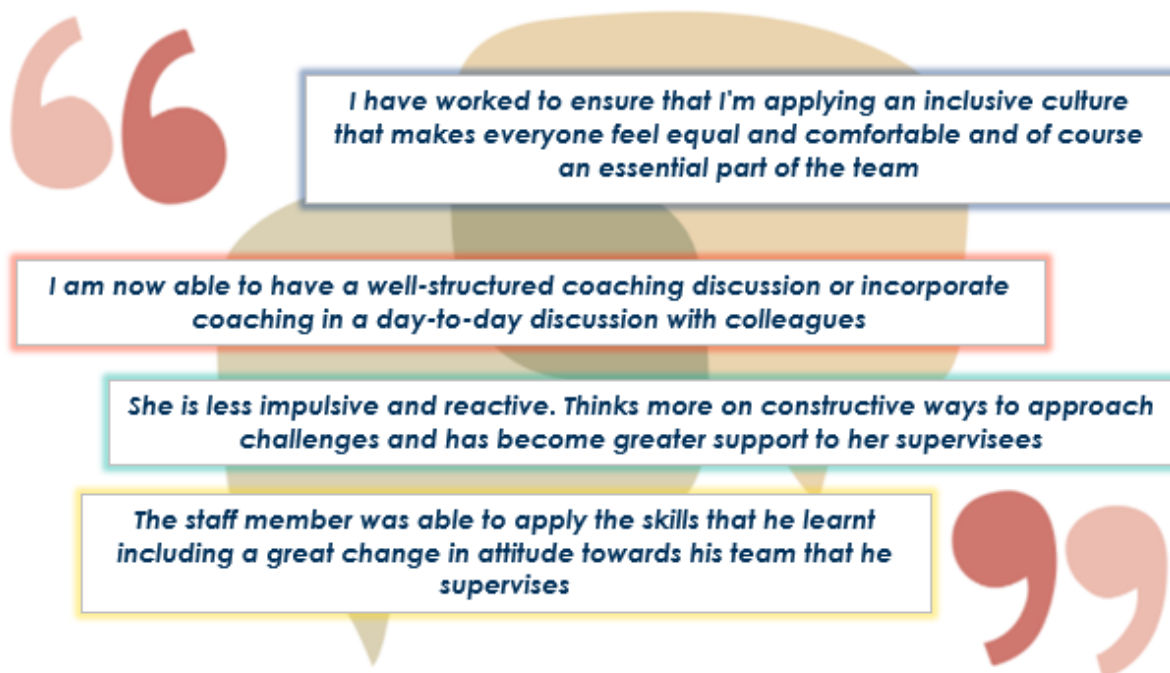 I have worked to ensure that I'm applying an inclusive culture
that makes everyone feel equal and comfortable and of course
an essential part of the team
I am now able to have a well-structured coaching discussion or incorporate
coaching in a day-to-day discussion with colleagues
She is less impulsive and reactive. Thinks more on constructive ways to approach
challenges and has become greater support to her supervisees
The staff member was able to apply the skills that he learnt
including a great change in attitude towards his team that he
supervises